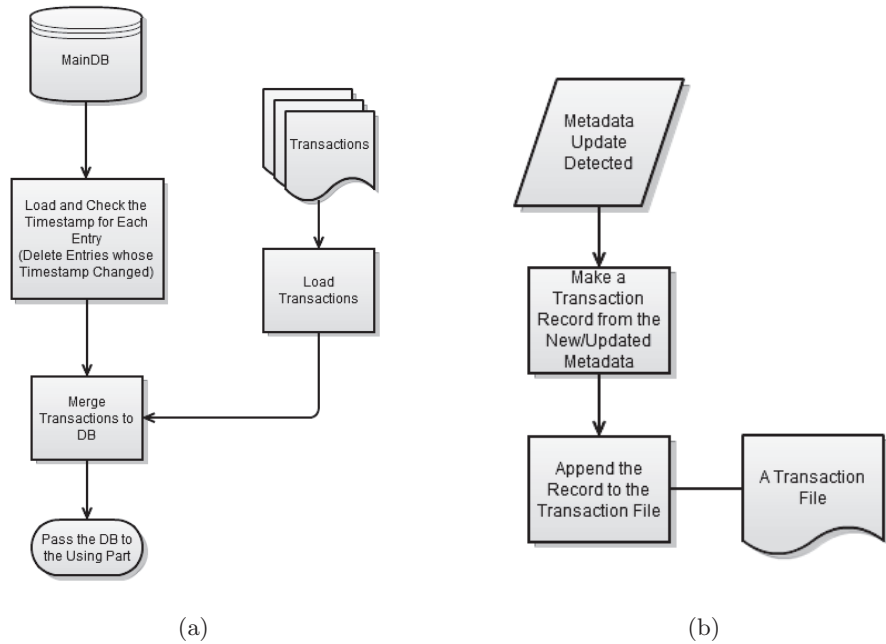 MainDB
Load and Check the
Timestamp for Each
Entry
(Delete Entries whose
Timestamp Changed)
Merge
Transactions to
DB
Pass the DB to
the Using Part
Transactions
Load
Transactions
(a)
Metadata
Update
Detected
Make a
Transaction
Record from the
New/Updated
Metadata
Append the
Record to the
Transaction File
A Transaction
File
(b)